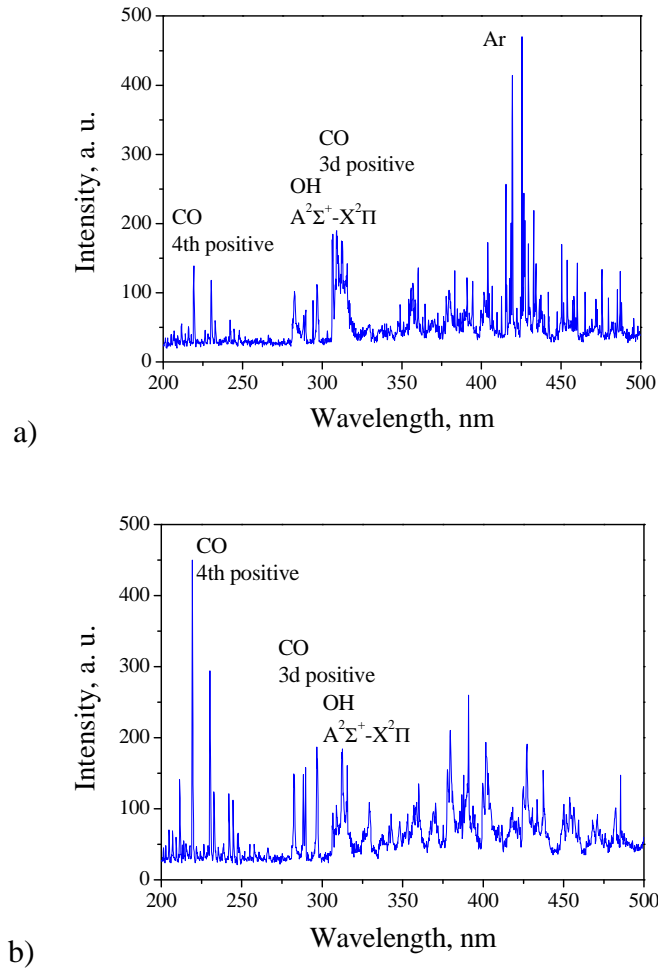 500
400
300
200
100
0
Intensity, a. u.
Ar
CO
3d positive
OH
A²Σ⁺-X²Π
CO
4th positive
200 250 300 350 400 450 500
Wavelength, nm
a)
500
400
300
200
100
0
Intensity, a. u.
CO
4th positive
CO
3d positive
OH
A²Σ⁺-X²Π
200 250 300 350 400 450 500
Wavelength, nm
b)